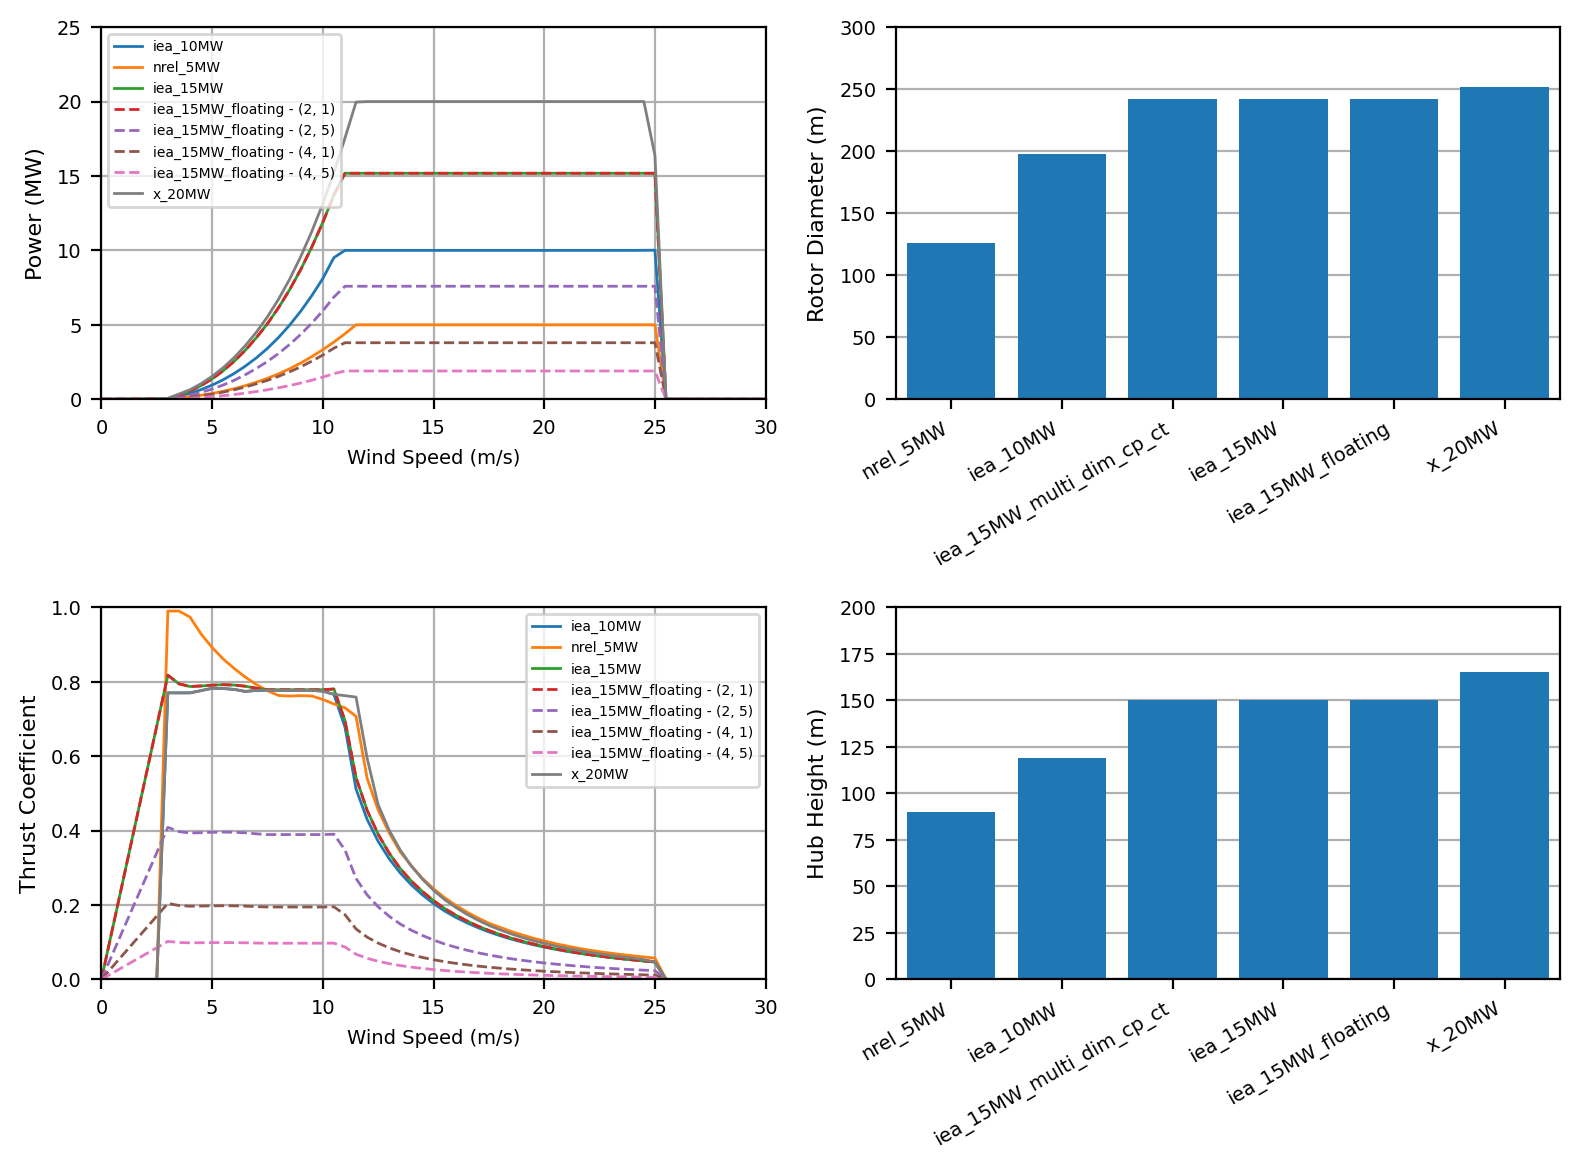 25
20
15
10
5
0
Power (MW)
iea_10MW
nrel_5MW
iea_15MW
iea_15MW_floating - (2, 1)
iea_15MW_floating - (2, 5)
iea_15MW_floating - (4, 1)
iea_15MW_floating - (4, 5)
x_20MW
0 5 10 15 20 25 30
Wind Speed (m/s)
300
250
200
150
100
50
0
Rotor Diameter (m)
nrel_5MW
iea_10MW
iea_15MW_multi_dim_cp_ct
iea_15MW
iea_15MW_floating
x_20MW
1.0
0.8
0.6
0.4
0.2
0.0
Thrust Coefficient
iea_10MW
nrel_5MW
iea_15MW
iea_15MW_floating - (2, 1)
iea_15MW_floating - (2, 5)
iea_15MW_floating - (4, 1)
iea_15MW_floating - (4, 5)
x_20MW
0 5 10 15 20 25 30
Wind Speed (m/s)
200
175
150
125
100
75
50
25
0
Hub Height (m)
nrel_5MW
iea_10MW
iea_15MW_multi_dim_cp_ct
iea_15MW
iea_15MW_floating
x_20MW